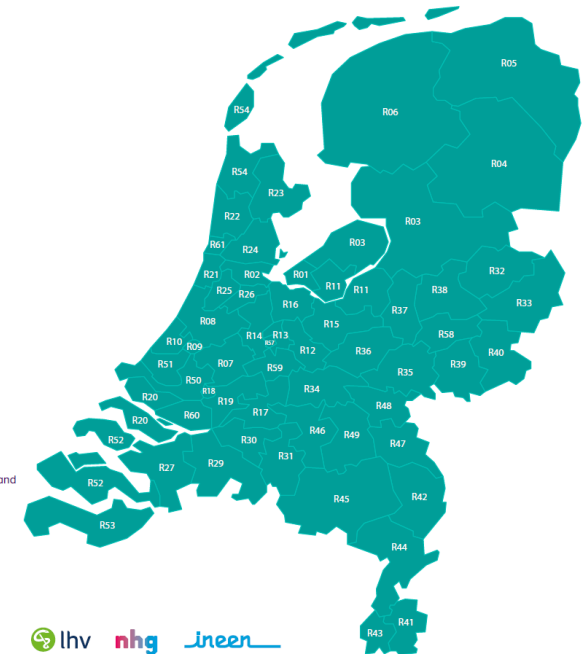 R05
R06
R54
R04
R54
R23
R22
R03
R03
R61
R24
R32
R21
R02
R01
R11
R11
R38
R33
R25
R26
R16
R37
R08
R15
R58
R14
R13
R57
R10
R09
R12
R36
R40
R51
R07
R59
R39
R35
R50
R18
R34
R20
R19
R48
R60
R17
R20
R46
R49
R52
R30
R47
R31
R27
R29
R52
and
R42
R45
R53
R44
R41
R43
lhv nhg ineen